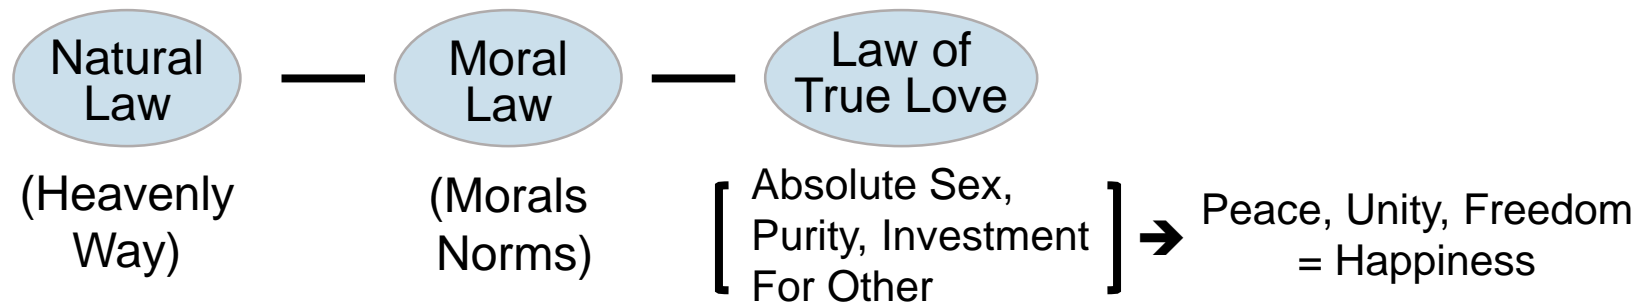 Natural
Law
Moral
Law
Law of
True Love
(Heavenly
Way)
(Morals
Norms)
Absolute Sex,
Purity, Investment
For Other
Peace, Unity, Freedom
= Happiness